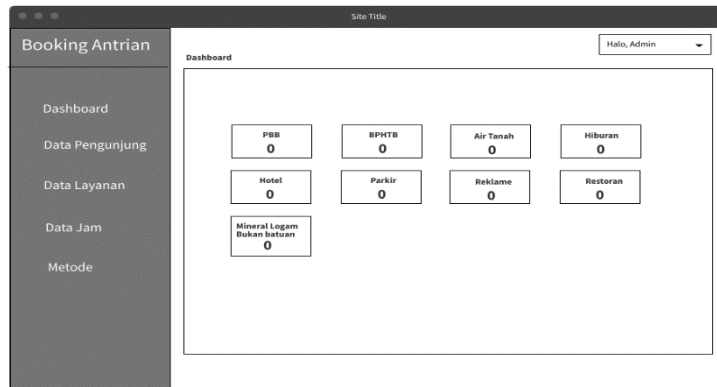 Site Title
Booking Antrian
Halo, Admin
Dashboard
Dashboard
Data Pengunjung
Data Layanan
Data Jam
Metode
PBB
0
BPHTB
0
Air Tanah
0
Hiburan
0
Hotel
0
Parkir
0
Reklame
0
Restoran
0
Mineral Logam
Bukan batuan
0